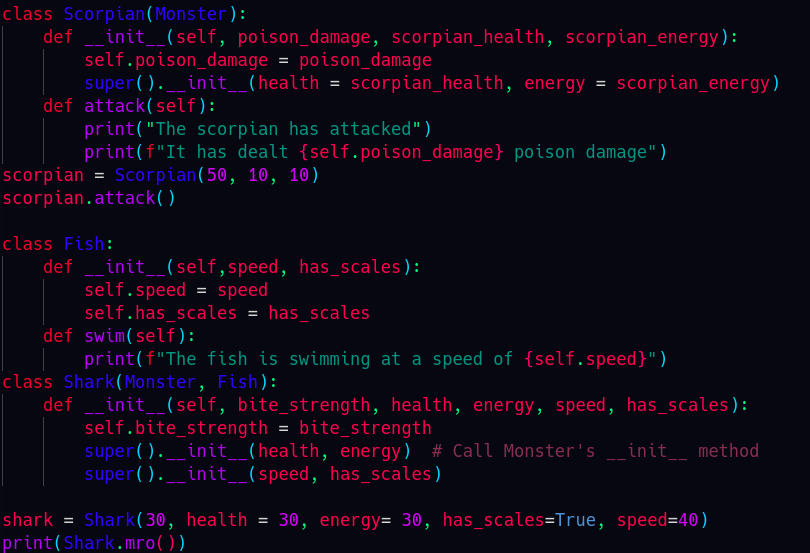 class Scorpian(Monster):
    def __init__(self, poison_damage, scorpian_health, scorpian_energy):
        self.poison_damage = poison_damage
        super().__init__(health = scorpian_health, energy = scorpian_energy)
    def attack(self):
        print("The scorpian has attacked")
        print(f"It has dealt {self.poison_damage} poison damage")
scorpian = Scorpian(50, 10, 10)
scorpian.attack()

class Fish:
    def __init__(self,speed, has_scales):
        self.speed = speed
        self.has_scales = has_scales
    def swim(self):
        print(f"The fish is swimming at a speed of {self.speed}")
class Shark(Monster, Fish):
    def __init__(self, bite_strength, health, energy, speed, has_scales):
        self.bite_strength = bite_strength
        super().__init__(health, energy)  # Call Monster's __init__ method
        super().__init__(speed, has_scales)

shark = Shark(30, health = 30, energy= 30, has_scales=True, speed=40)
print(Shark.mro())